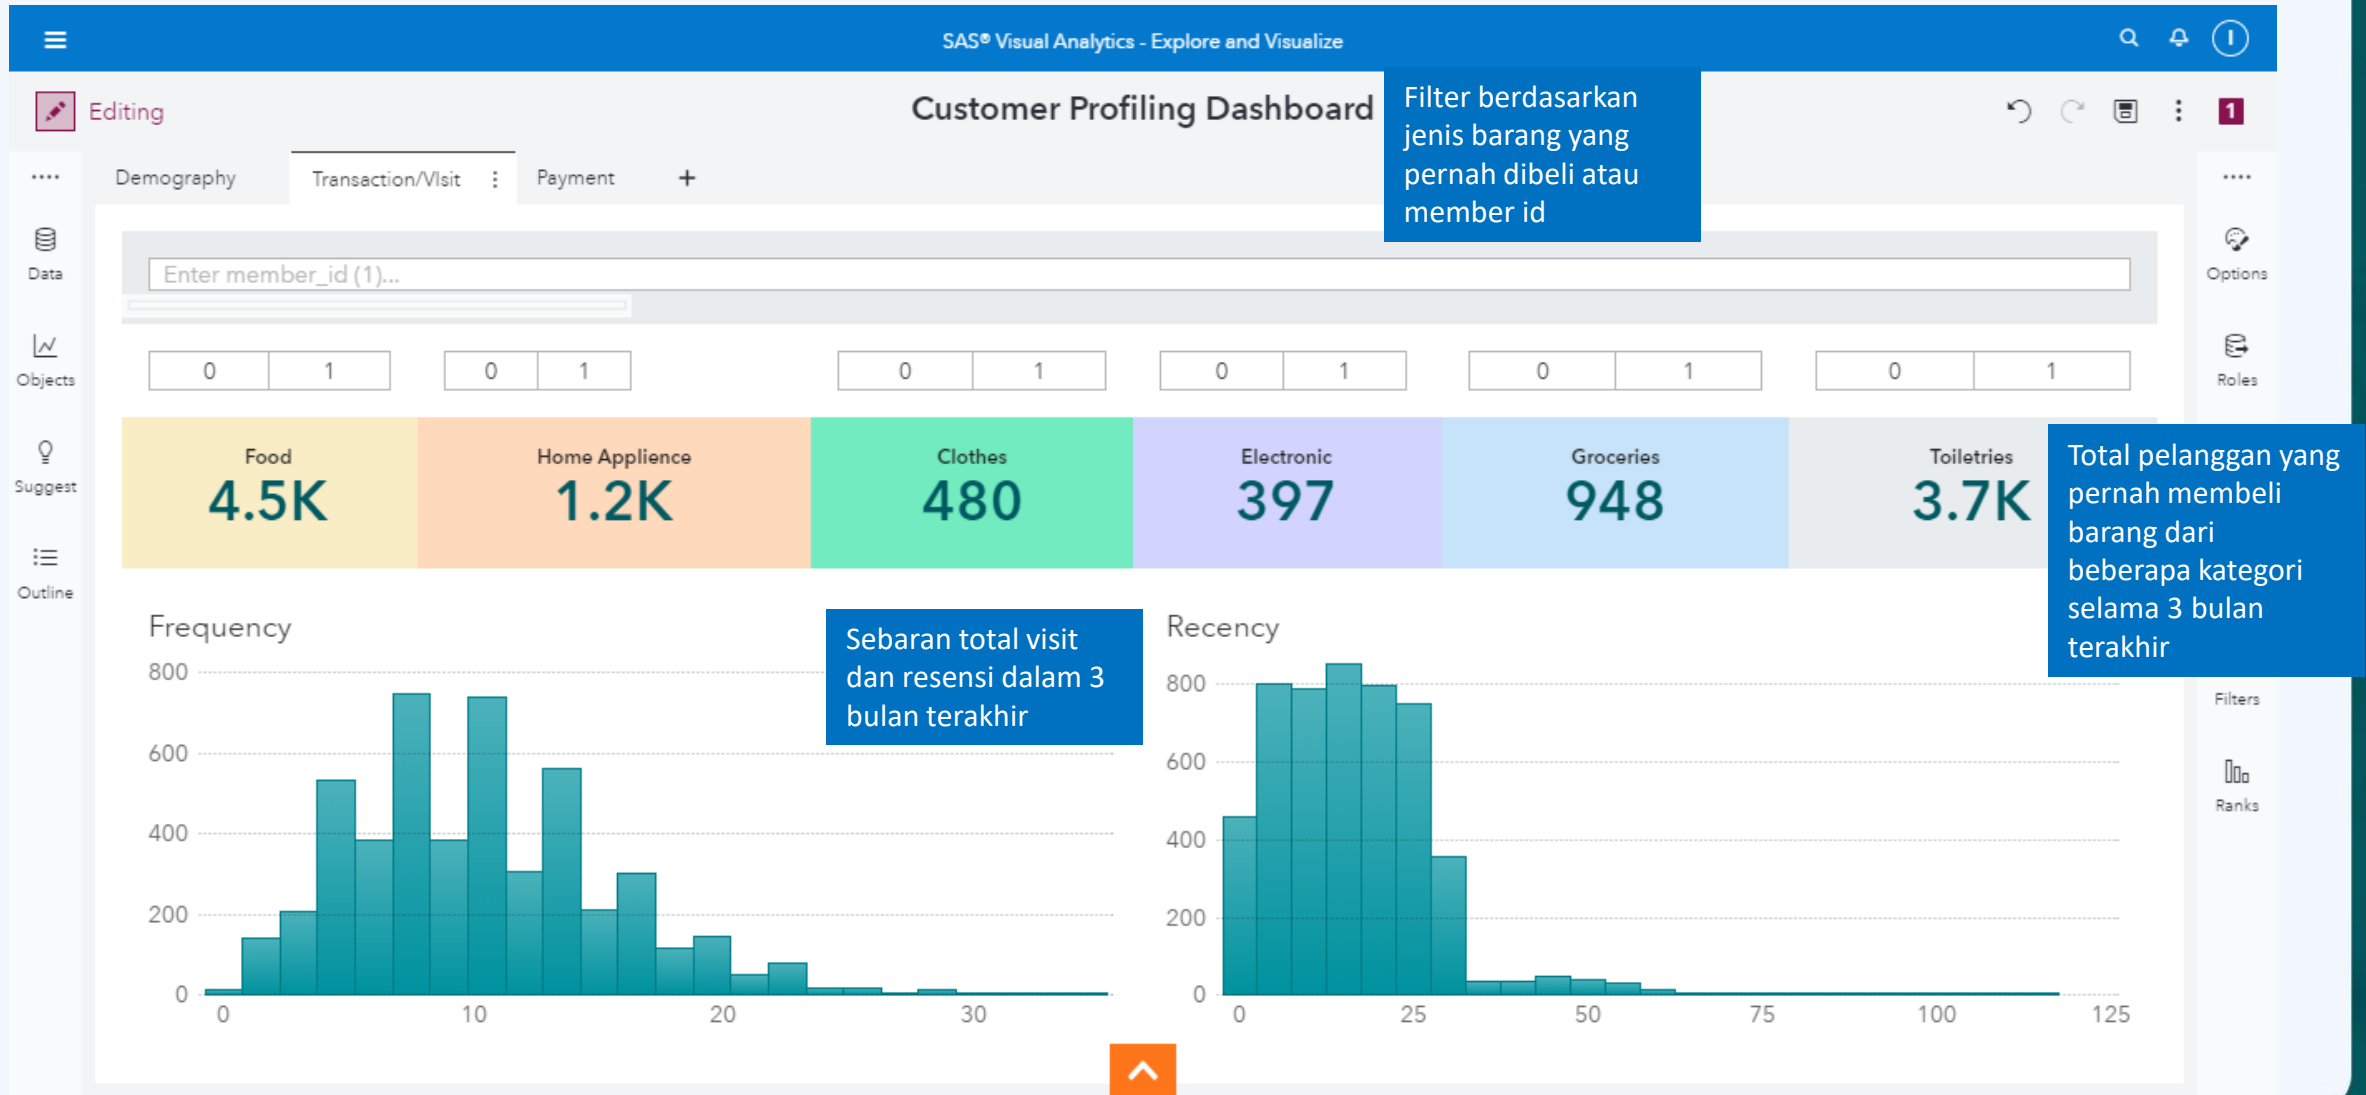 SAS® Visual Analytics - Explore and Visualize
I
Editing
Customer Profiling Dashboard
1
Filter berdasarkan
jenis barang yang
pernah dibeli atau
member id
Demography
Transaction/VIsit
Payment
+
Data
Objects
Suggest
Outline
Options
Roles
Filters
Ranks
Enter member_id (1)...
0 1 0 1 0 1 0 1 0 1 0 1
Food
4.5K
Home Applience
1.2K
Clothes
480
Electronic
397
Groceries
948
Toiletries
3.7K
Total pelanggan yang
pernah membeli
barang dari
beberapa kategori
selama 3 bulan
terakhir
Frequency
800
600
400
200
0
0 10 20 30
Sebaran total visit
dan resensi dalam 3
bulan terakhir
Recency
800
600
400
200
0
0 25 50 75 100 125